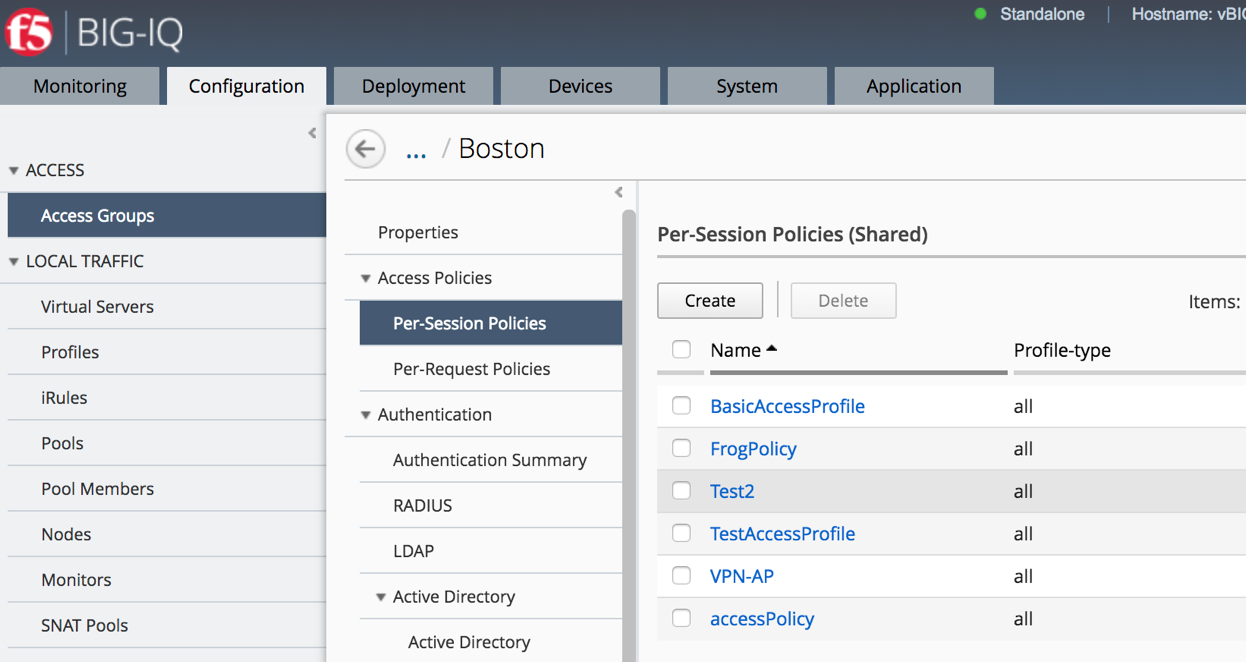 f5 BIG-IQ
Standalone | Hostname: vBIG
Monitoring Configuration Deployment Devices System Application
ACCESS
Access Groups
LOCAL TRAFFIC
Virtual Servers
Profiles
iRules
Pools
Pool Members
Nodes
Monitors
SNAT Pools
... / Boston
Properties
Access Policies
Per-Session Policies
Per-Request Policies
Authentication
Authentication Summary
RADIUS
LDAP
Active Directory
Active Directory
Per-Session Policies (Shared)
Create Delete Items:
Name Profile-type
BasicAccessProfile all
FrogPolicy all
Test2 all
TestAccessProfile all
VPN-AP all
accessPolicy all